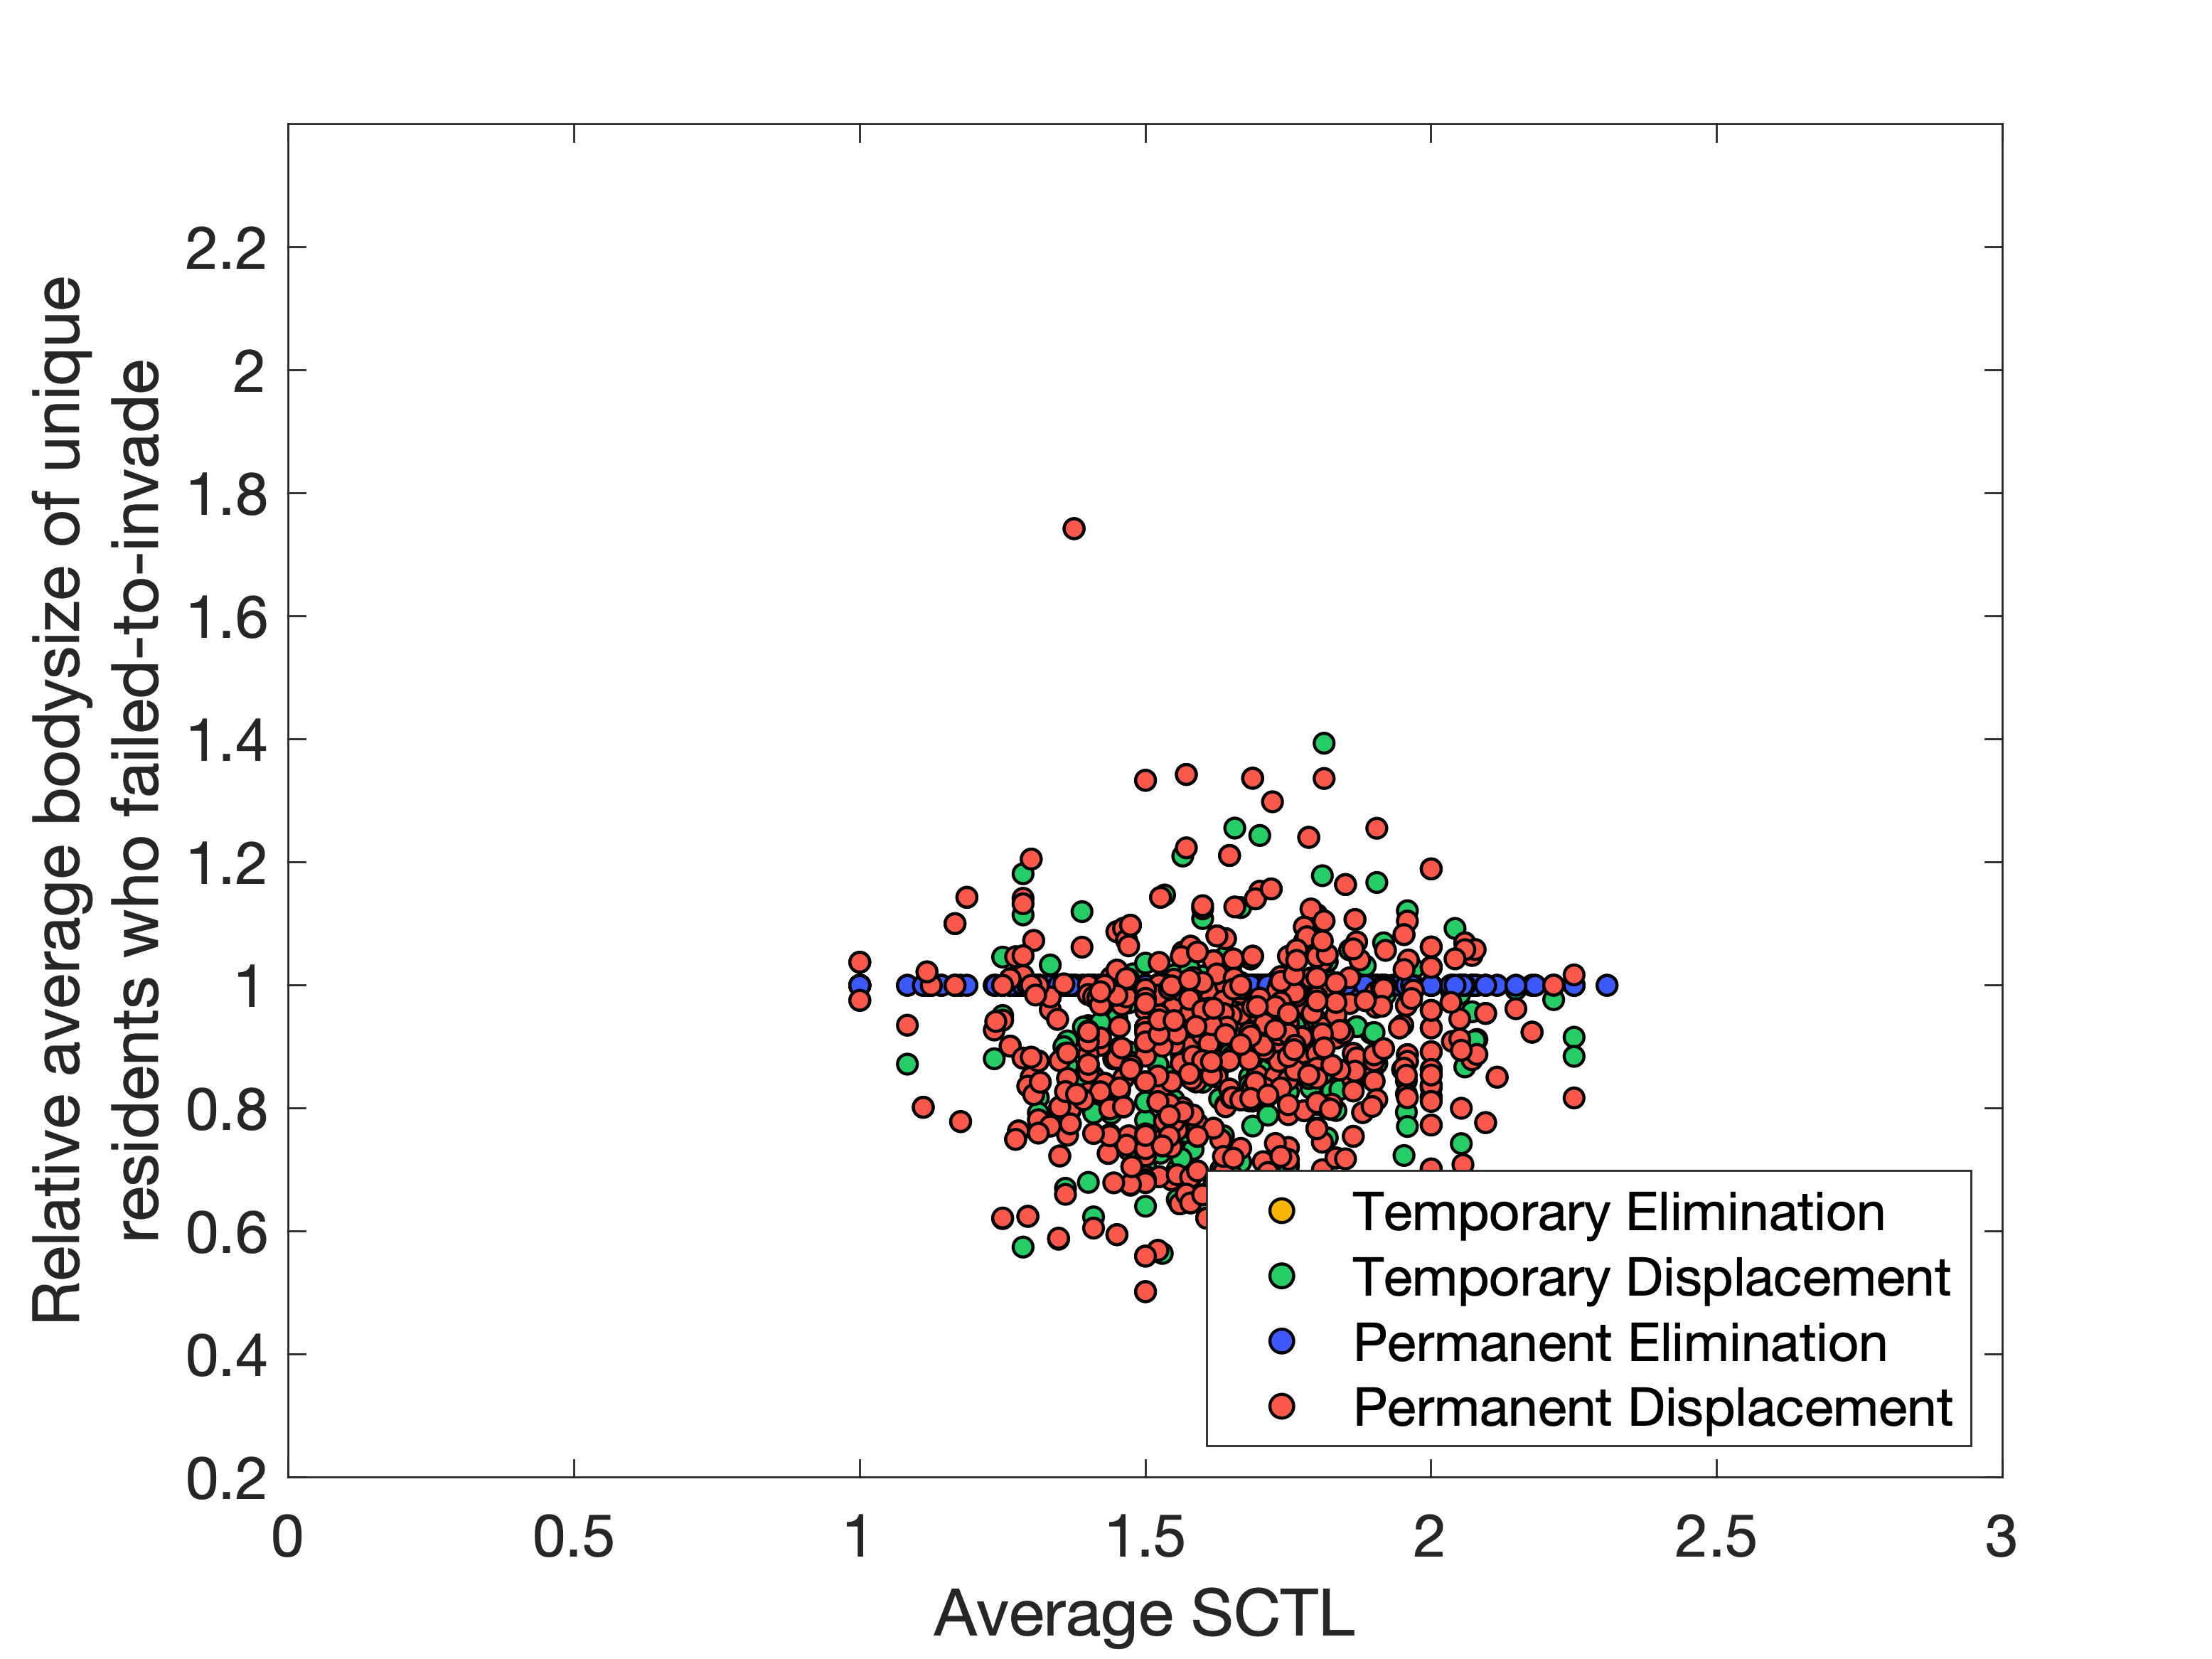 Relative average bodysize of unique
residents who failed-to-invade
2.2
2
1.8
1.6
1.4
1.2
1
0.8
0.6
0.4
0.2
Temporary Elimination
Temporary Displacement
Permanent Elimination
Permanent Displacement
0 0.5 1 1.5 2 2.5 3
Average SCTL